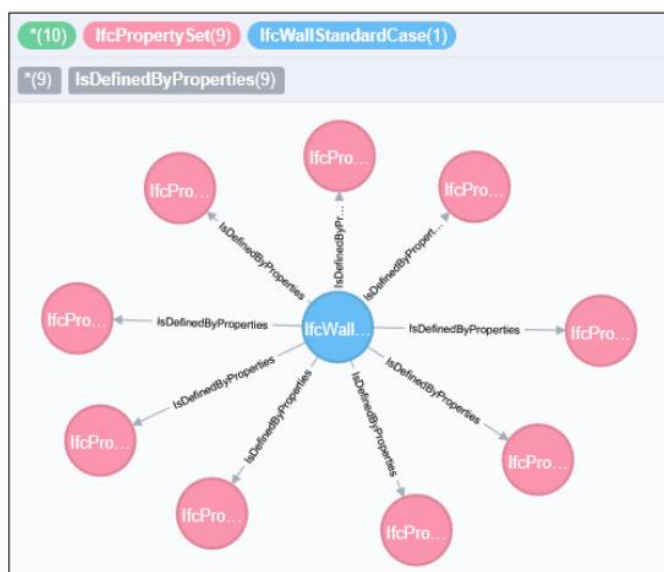 *(10) IfcPropertySet(9) IfcWallStandardCase(1)
*(9) IsDefinedByProperties(9)
IfcPro...
IfcPro...
IfcPro...
IsDefinedByProperties
IsDefinedByPr...
IsDefinedByPropert...
IfcPro...
IsDefinedByProperties
IfcWall...
IsDefinedByProperties
IfcPro...
IsDefinedByProperties
IsDefinedByProperties
IsDefinedByProperties
IsDefinedByProperties
IfcPro...
IfcPro...
IfcPro...
IfcPro...